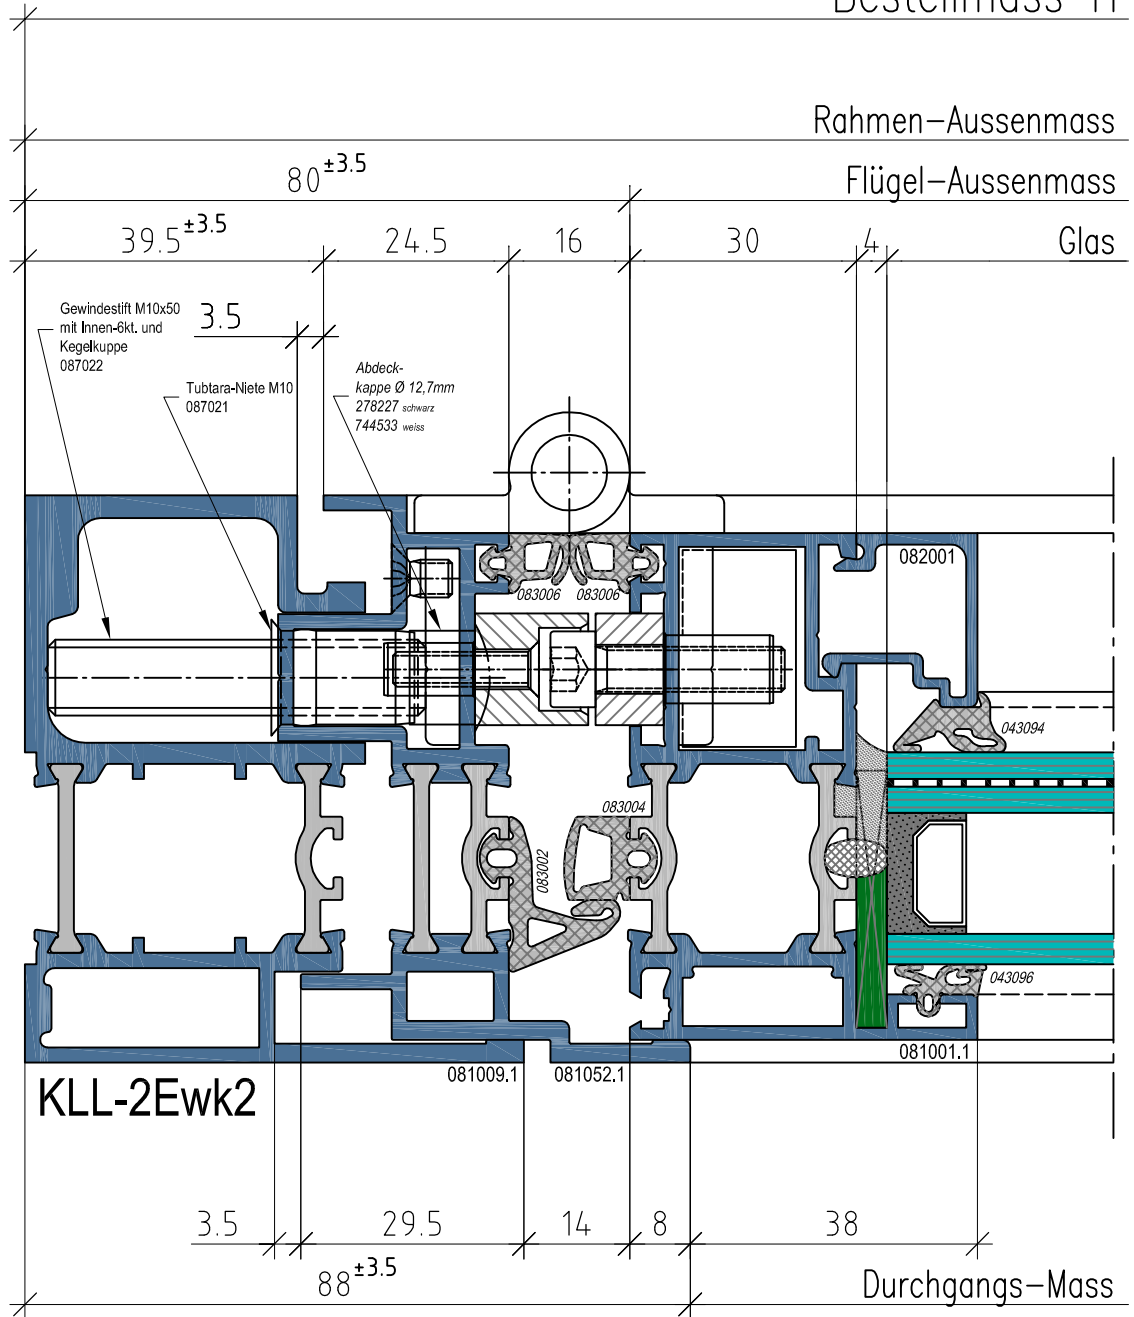 Bestellmass H
Rahmen-Aussenmass
80±3.5
Flügel-Aussenmass
39.5±3.5
24.5
16
30
4
Glas
Gewindestift M10x50
mit Innen-6kt. und
Kegelkuppe
087022
3.5
Tubtara-Niete M10
087021
Abdeck-
kappe Ø 12,7mm
278227 schwarz
744533 weiss
082001
083006
083006
043094
083004
083002
043096
081001.1
081009.1
081052.1
KLL-2Ewk2
3.5
29.5
14
8
38
88±3.5
Durchgangs-Mass